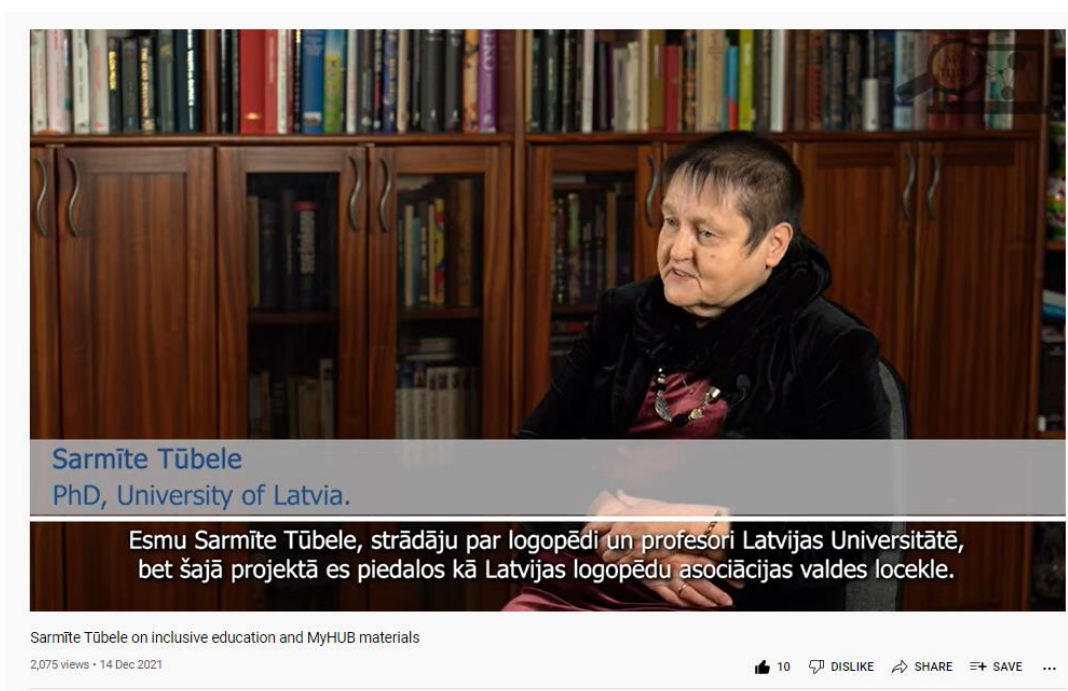 MY
HUB
Sarmīte Tūbele
PhD, University of Latvia.
Esmu Sarmīte Tūbele, strādāju par logopēdi un profesori Latvijas Universitātē,
bet šajā projektā es piedalos kā Latvijas logopēdu asociācijas valdes locekle.
Sarmīte Tūbele on inclusive education and MyHUB materials
2,075 views • 14 Dec 2021
10 DISLIKE SHARE SAVE ...